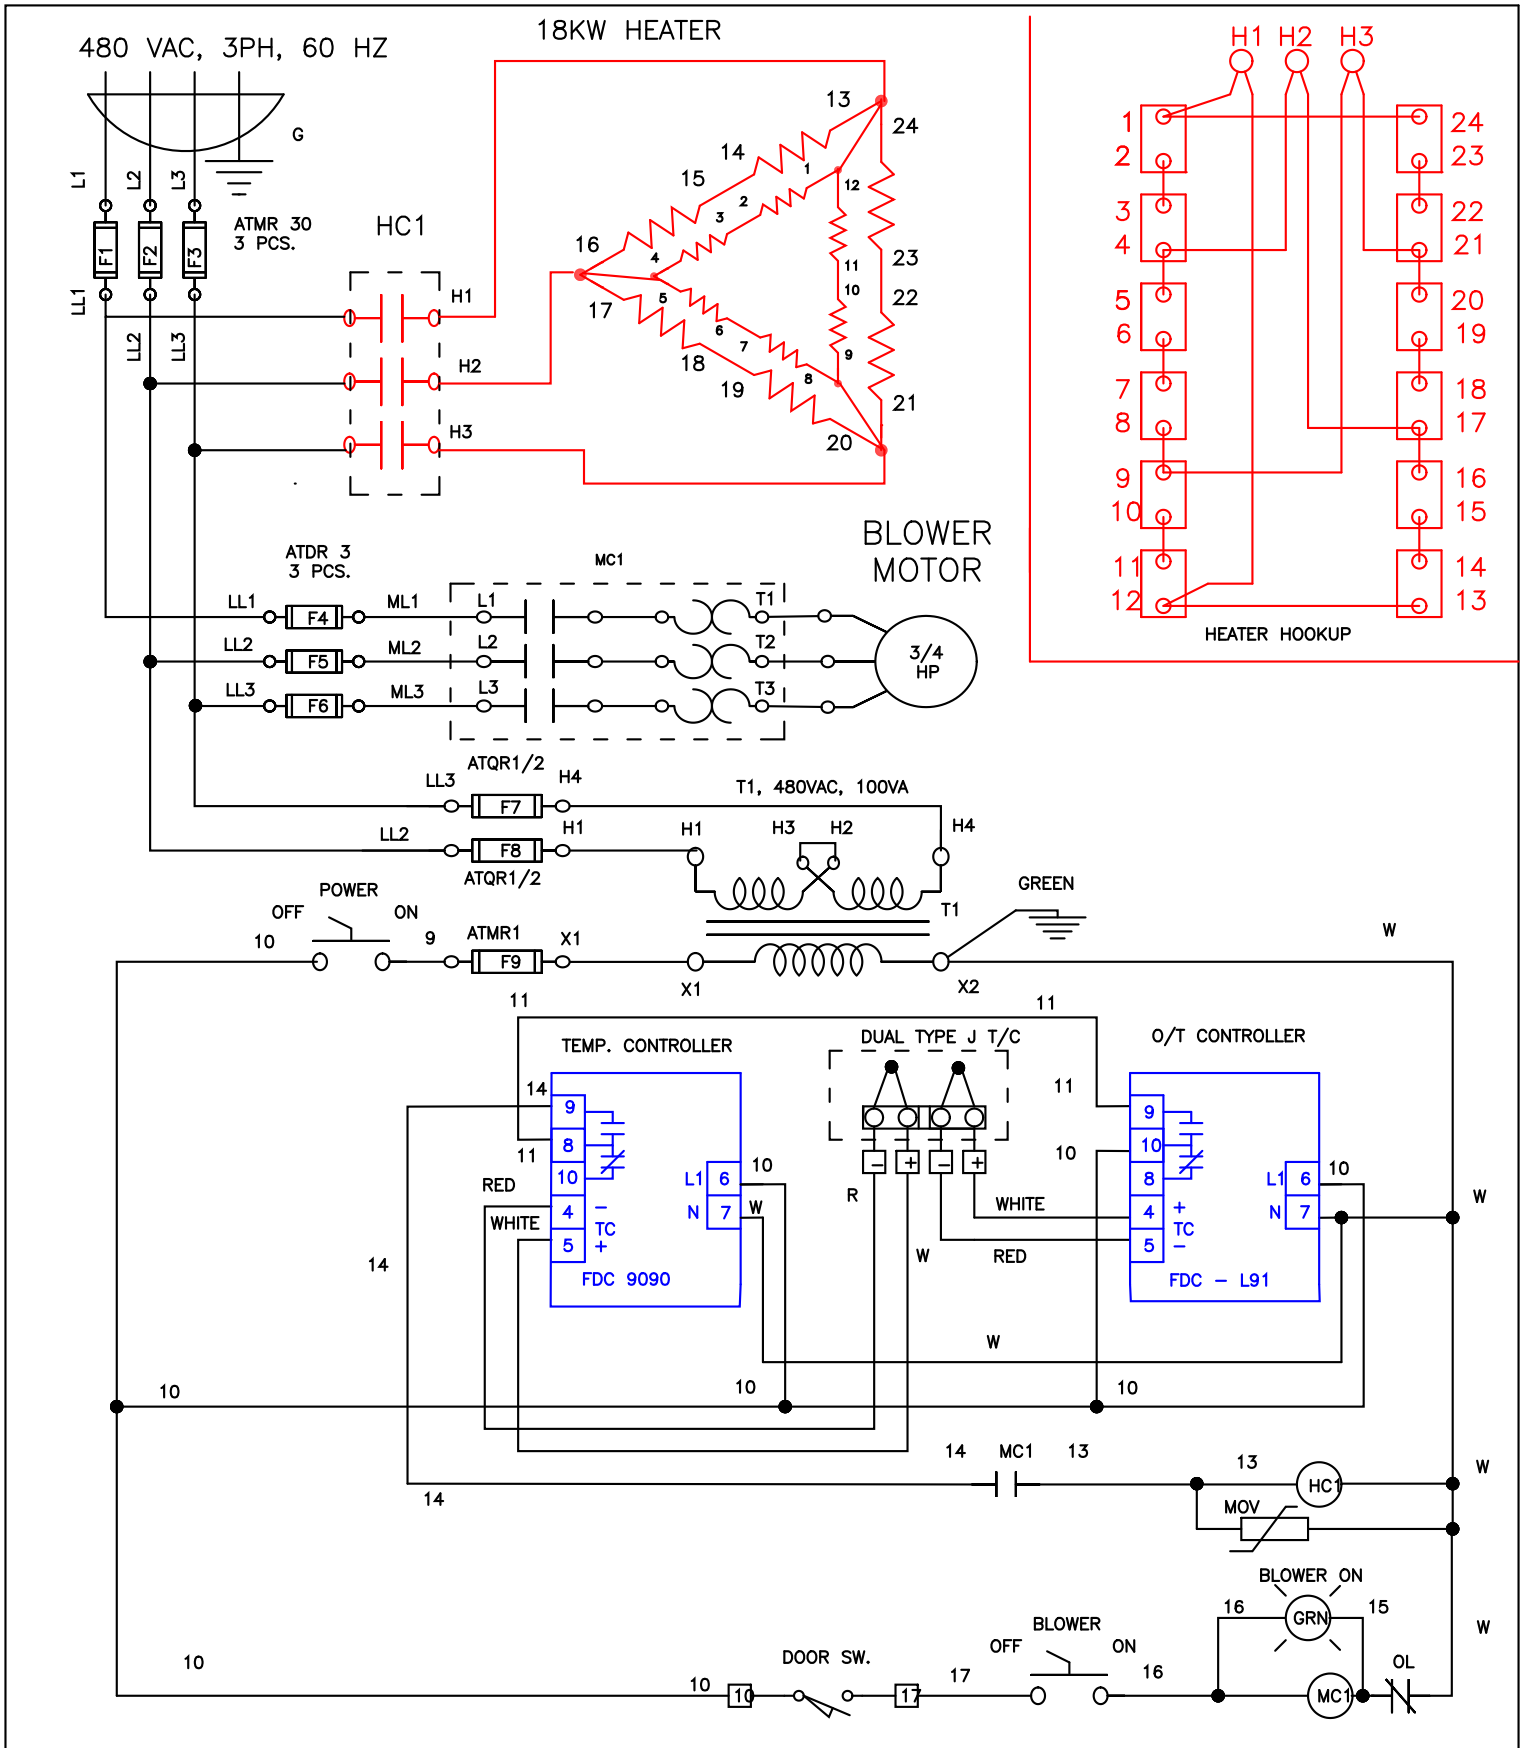 480 VAC, 3PH, 60 HZ
18KW HEATER
G
L1
L2
L3
F1
F2
F3
ATMR 30
3 PCS.
LL1
LL2
LL3
HC1
H1
H2
H3
13
24
14
15
16
17
18
19
20
23
22
21
1
2
3
4
5
6
7
8
9
10
11
12
H1 H2 H3
1
2
3
4
5
6
7
8
9
10
11
12
24
23
22
21
20
19
18
17
16
15
14
13
HEATER HOOKUP
BLOWER
MOTOR
ATDR 3
3 PCS.
MC1
LL1
F4
ML1
L1
T1
LL2
F5
ML2
L2
T2
LL3
F6
ML3
L3
T3
3/4
HP
ATQR1/2
LL3
F7
H4
T1, 480VAC, 100VA
LL2
F8
H1
ATQR1/2
H1
H3
H2
H4
T1
GREEN
POWER
OFF
ON
10
9
ATMR1
F9
X1
X1
X2
W
11
11
TEMP. CONTROLLER
DUAL TYPE J T/C
O/T CONTROLLER
14
9
8
11
10
RED
4 −
WHITE
TC
5 +
FDC 9090
L1 6
10
N 7
W
− + − +
R
W
WHITE
RED
11
10
9
10
8
4 +
TC
5 −
FDC − L91
L1 6
10
N 7
W
14
W
10
10
10
14
14
MC1
13
13
HC1
W
MOV
BLOWER ON
16
GRN
15
W
10
DOOR SW.
10
10
17
17
BLOWER
OFF
ON
16
MC1
OL